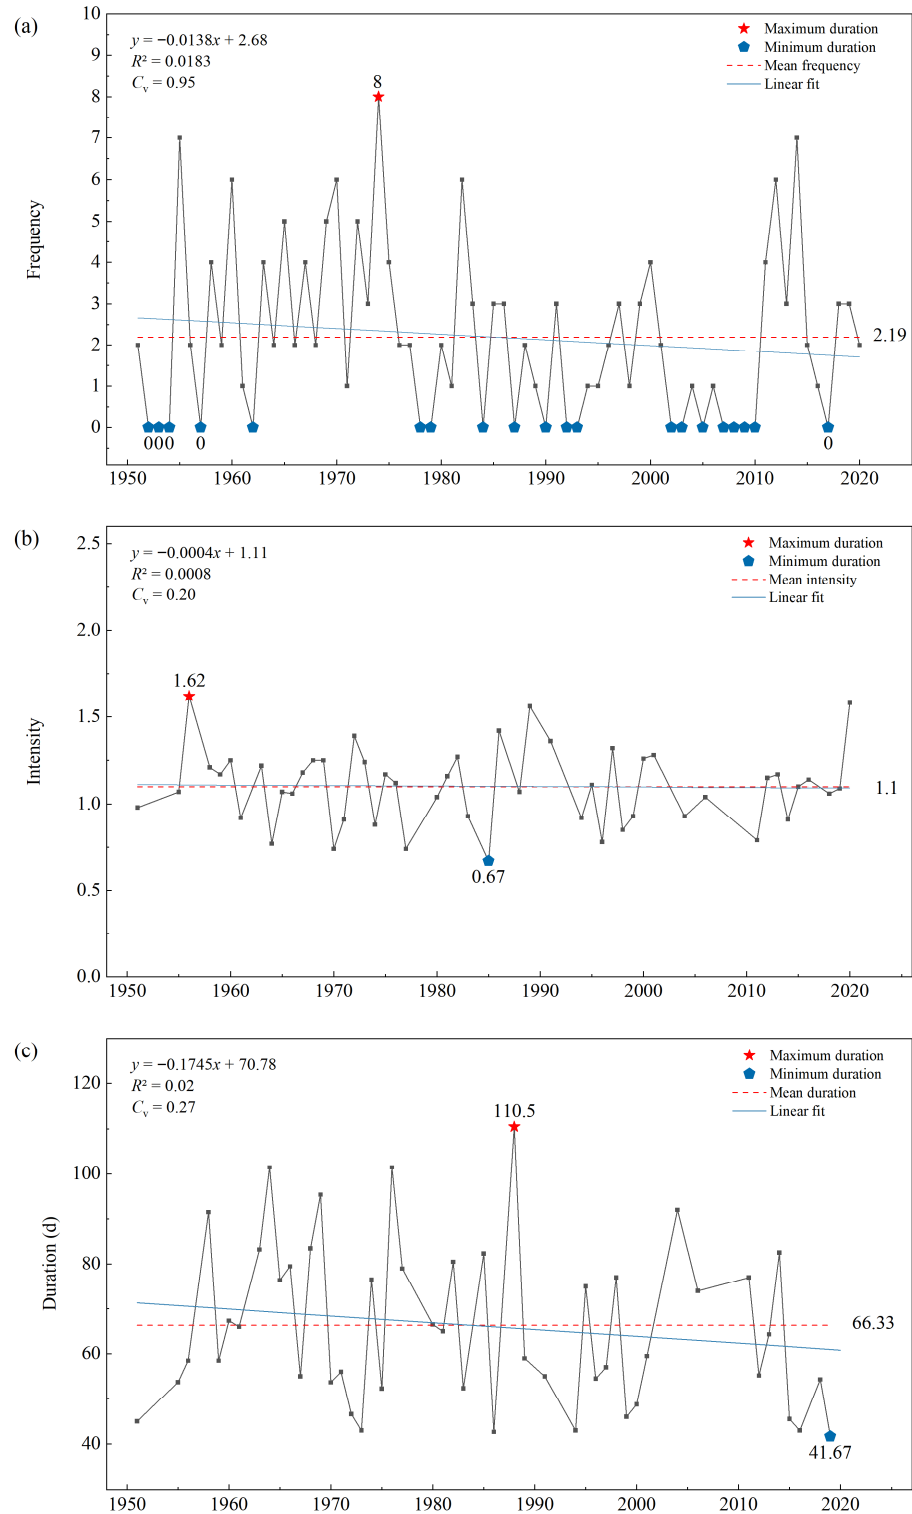 (a)
y = −0.0138x + 2.68
R² = 0.0183
Cv = 0.95
Maximum duration
Minimum duration
Mean frequency
Linear fit
10
9
8
7
6
5
4
3
2
1
0
Frequency
8
2.19
000
0
0
1950 1960 1970 1980 1990 2000 2010 2020
(b)
y = −0.0004x + 1.11
R² = 0.0008
Cv = 0.20
Maximum duration
Minimum duration
Mean intensity
Linear fit
2.5
2.0
1.5
1.0
0.5
0.0
Intensity
1.62
1.1
0.67
1950 1960 1970 1980 1990 2000 2010 2020
(c)
y = −0.1745x + 70.78
R² = 0.02
Cv = 0.27
Maximum duration
Minimum duration
Mean duration
Linear fit
120
100
80
60
40
Duration (d)
110.5
66.33
41.67
1950 1960 1970 1980 1990 2000 2010 2020